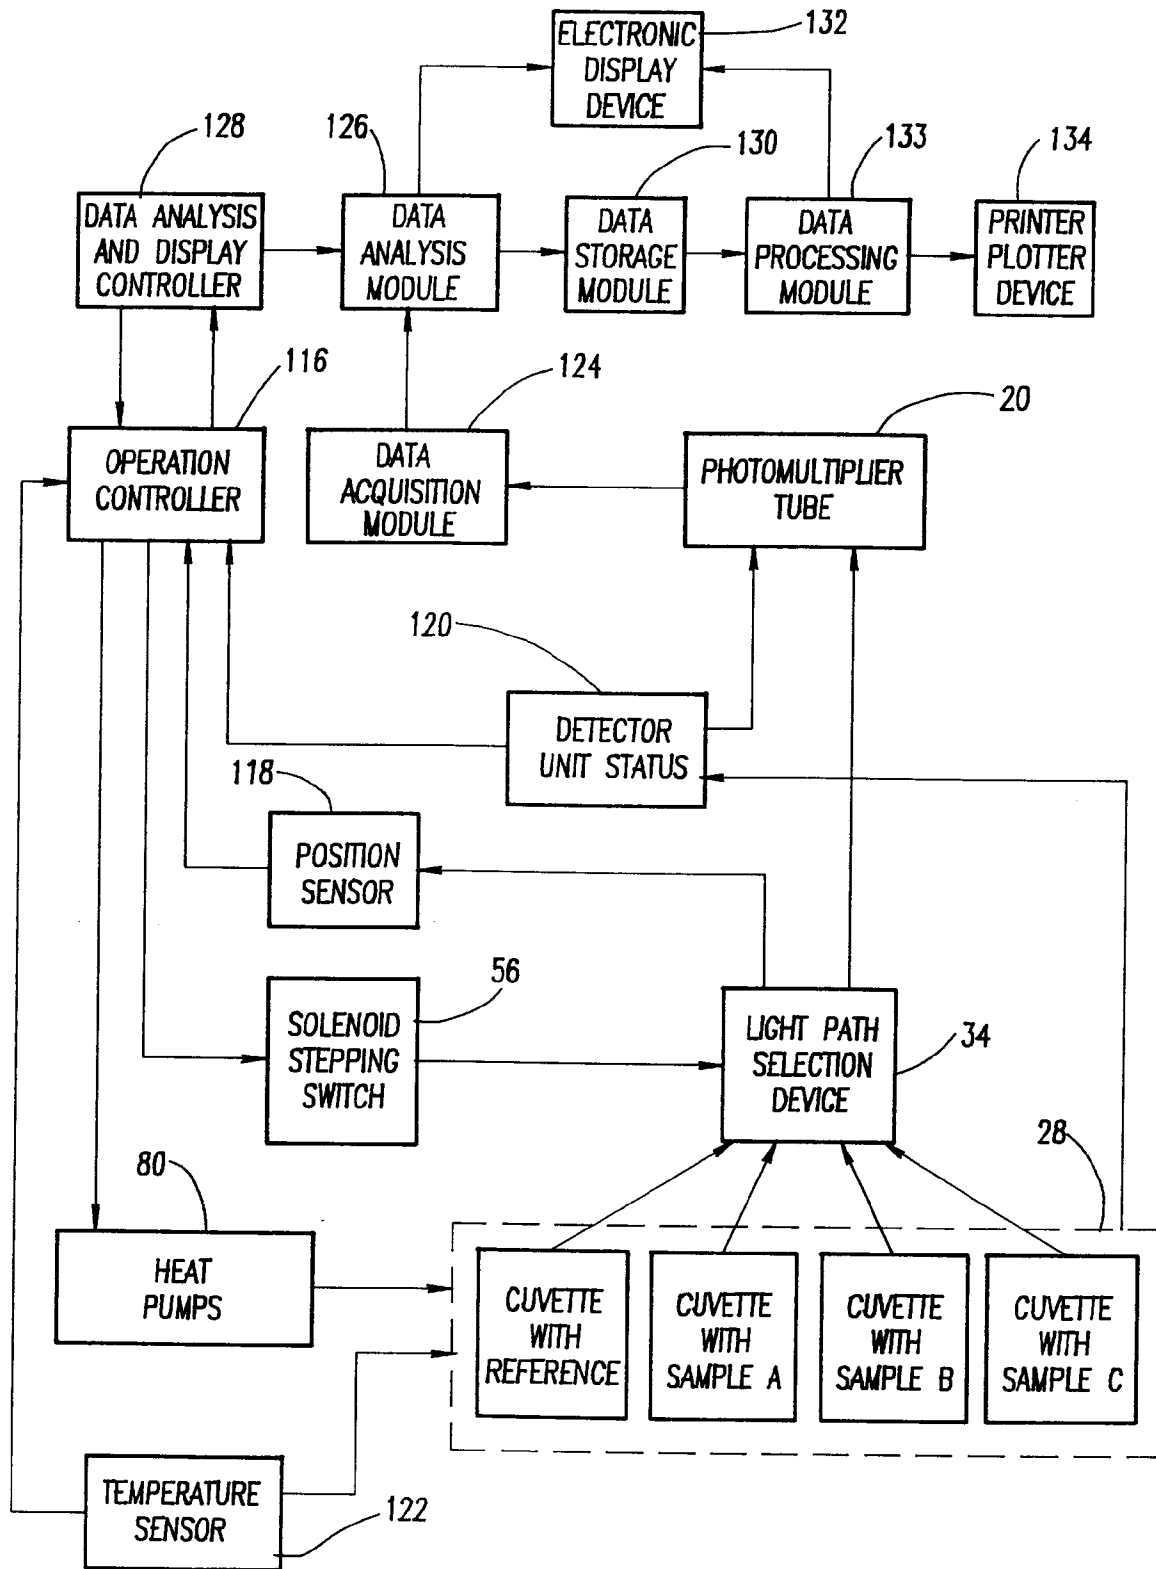 ELECTRONIC
DISPLAY
DEVICE
132
128
126
130
133
134
DATA ANALYSIS
AND DISPLAY
CONTROLLER
DATA
ANALYSIS
MODULE
DATA
STORAGE
MODULE
DATA
PROCESSING
MODULE
PRINTER
PLOTTER
DEVICE
116
124
20
OPERATION
CONTROLLER
DATA
ACQUISITION
MODULE
PHOTOMULTIPLIER
TUBE
120
DETECTOR
UNIT STATUS
118
POSITION
SENSOR
56
SOLENOID
STEPPING
SWITCH
LIGHT PATH
SELECTION
DEVICE
34
28
80
HEAT
PUMPS
CUVETTE
WITH
REFERENCE
CUVETTE
WITH
SAMPLE A
CUVETTE
WITH
SAMPLE B
CUVETTE
WITH
SAMPLE C
TEMPERATURE
SENSOR
122